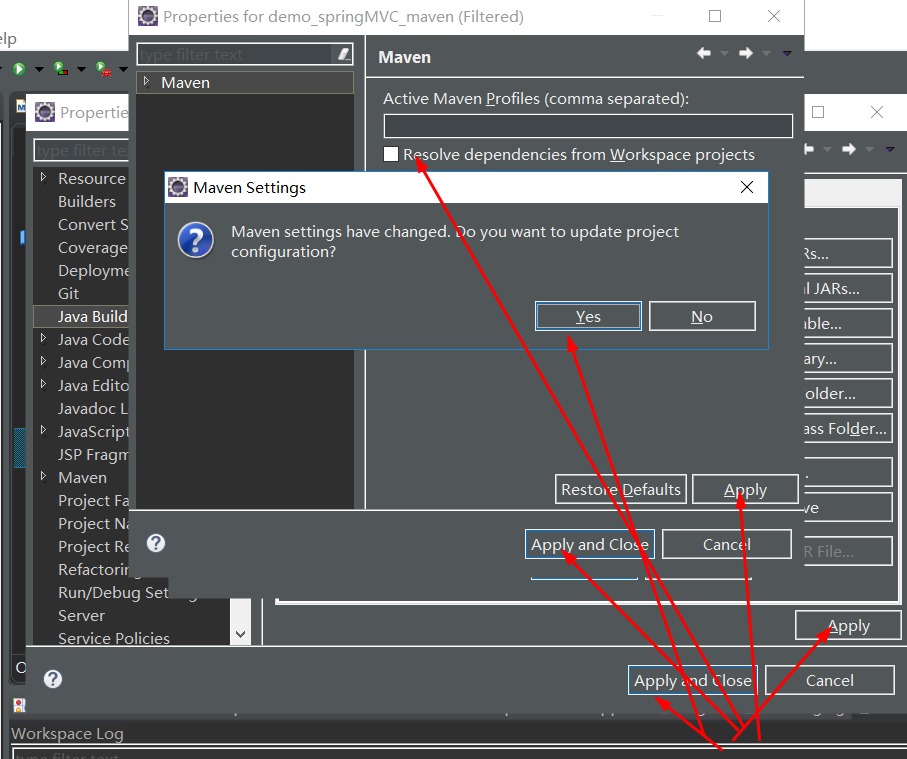 Properties for demo_springMVC_maven (Filtered)
elp
type filter text
Maven
Maven
Active Maven Profiles (comma separated):
Resolve dependencies from Workspace projects
Maven Settings
Maven settings have changed. Do you want to update project
configuration?
Yes
No
Restore Defaults
Apply
Apply and Close
Cancel
Propertie
type filter te
Resource
Builders
Convert S
Coverage
Deployme
Git
Java Build
Java Code
Java Comp
Java Edito
Javadoc L
JavaScript
JSP Fragm
Maven
Project Fa
Project Na
Project Re
Refactoring
Run/Debug Set
Server
Service Policies
Rs...
l JARs...
ble...
ary...
older...
ass Folder...
ve
R File...
Apply
Apply and Close
Cancel
Workspace Log
type filter text